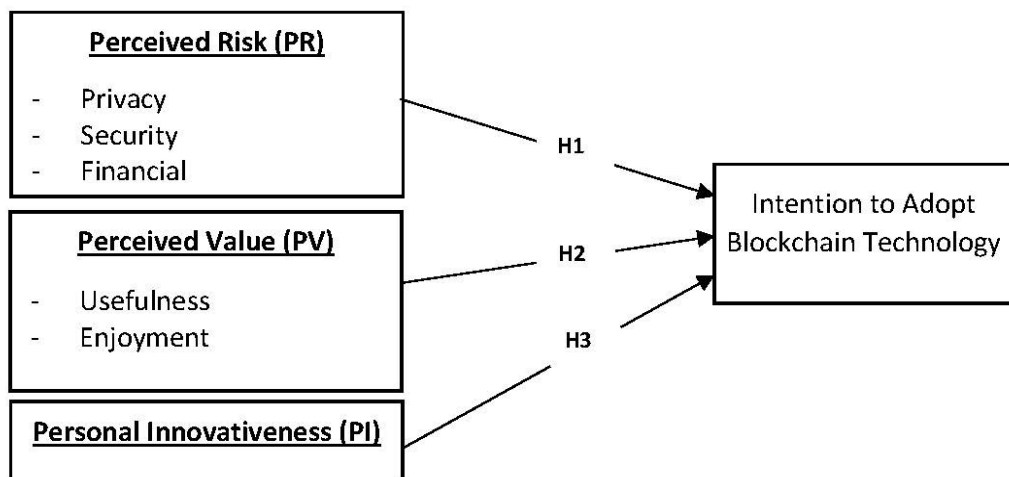 Perceived Risk (PR)
- Privacy
- Security
- Financial
H1
Intention to Adopt
Blockchain Technology
Perceived Value (PV)
- Usefulness
- Enjoyment
H2
H3
Personal Innovativeness (PI)